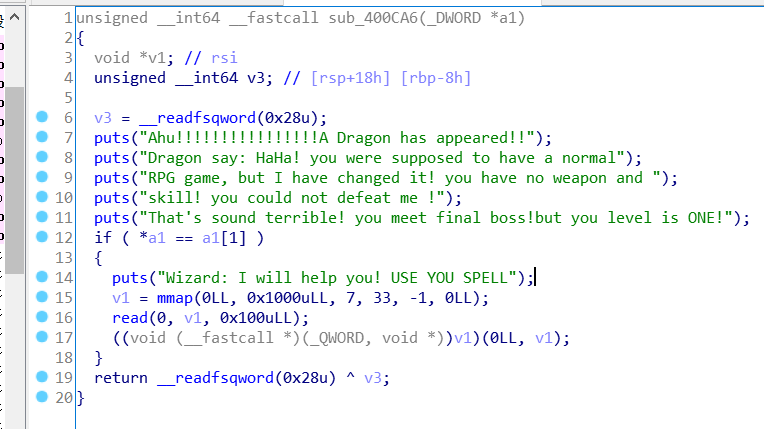 1 unsigned __int64 __fastcall sub_400CA6(_DWORD *a1)
2 {
3   void *v1; // rsi
4   unsigned __int64 v3; // [rsp+18h] [rbp-8h]
5
6   v3 = __readfsqword(0x28u);
7   puts("Ahu!!!!!!!!!!!!!!!!A Dragon has appeared!!");
8   puts("Dragon say: HaHa! you were supposed to have a normal");
9   puts("RPG game, but I have changed it! you have no weapon and ");
10   puts("skill! you could not defeat me !");
11   puts("That's sound terrible! you meet final boss!but you level is ONE!");
12   if ( *a1 == a1[1] )
13   {
14     puts("Wizard: I will help you! USE YOU SPELL");
15     v1 = mmap(0LL, 0x1000uLL, 7, 33, -1, 0LL);
16     read(0, v1, 0x100uLL);
17     ((void (__fastcall *)(_QWORD, void *))v1)(0LL, v1);
18   }
19   return __readfsqword(0x28u) ^ v3;
20 }